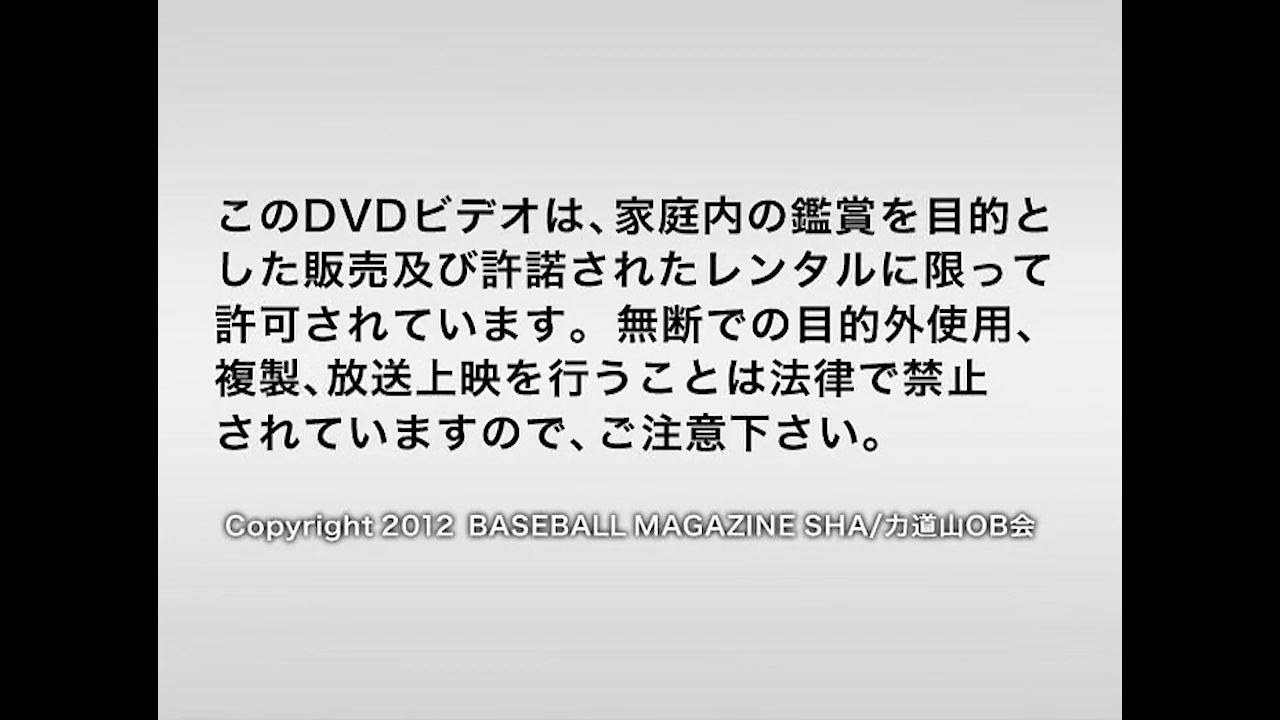 このDVDビデオは、家庭内の鑑賞を目的と
した販売及び許諾されたレンタルに限って
許可されています。無断での目的外使用、
複製、放送上映を行うことは法律で禁止
されていますので、ご注意下さい。
Copyright 2012 BASEBALL MAGAZINE SHA/力道山OB会